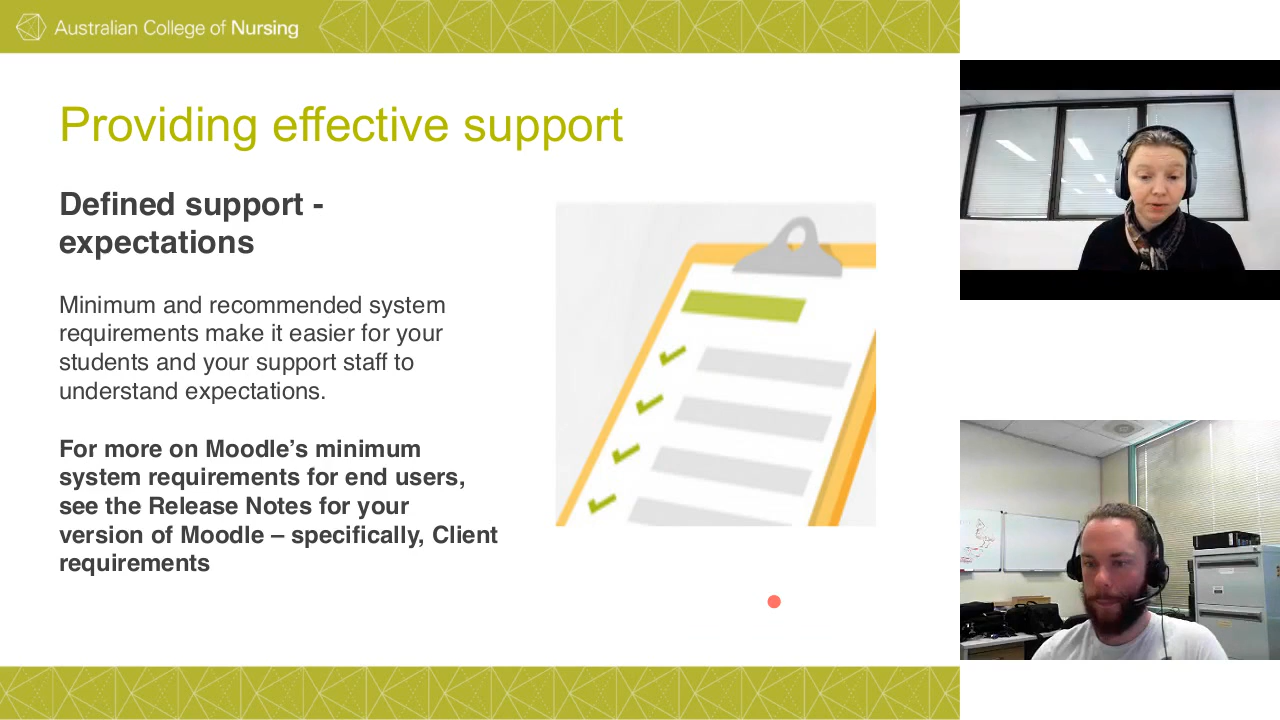 Australian College of Nursing
Providing effective support
Defined support -
expectations
Minimum and recommended system
requirements make it easier for your
students and your support staff to
understand expectations.
For more on Moodle’s minimum
system requirements for end users,
see the Release Notes for your
version of Moodle – specifically, Client
requirements